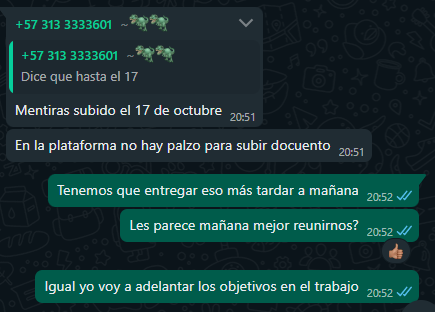 +57 313 3333601 ~🦖🦖
+57 313 3333601 ~🦖🦖
Dice que hasta el 17
Mentiras subido el 17 de octubre 20:51
En la plataforma no hay palzo para subir docuento 20:51
Tenemos que entregar eso más tardar a mañana 20:52
Les parece mañana mejor reunirnos? 20:52
Igual yo voy a adelantar los objetivos en el trabajo 20:52